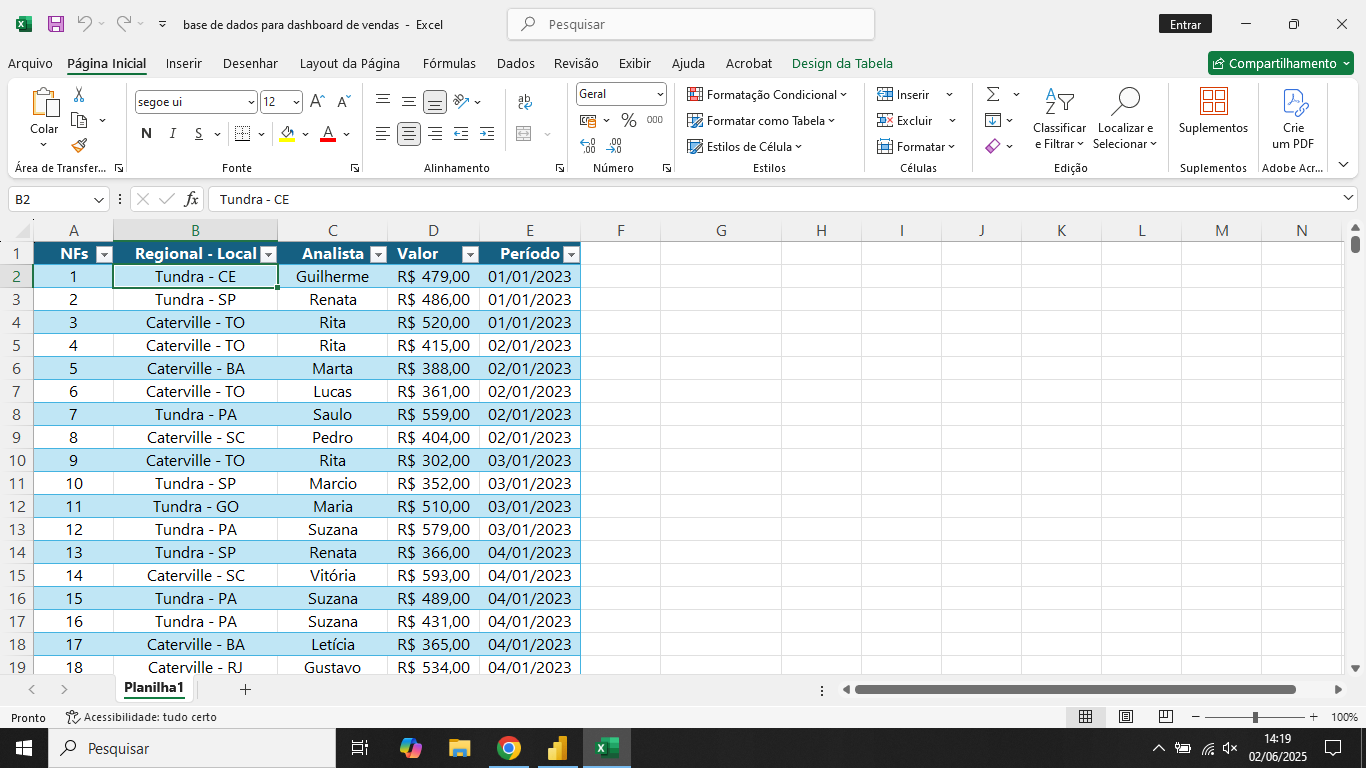 base de dados para dashboard de vendas - Excel
Pesquisar
Entrar
Arquivo Página Inicial Inserir Desenhar Layout da Página Fórmulas Dados Revisão Exibir Ajuda Acrobat Design da Tabela
Compartilhamento
Colar
Área de Transfer...
segoe ui 12
N I S A
Fonte
ab
Alinhamento
Geral
% 000
Número
Formatação Condicional
Formatar como Tabela
Estilos de Célula
Estilos
Inserir
Excluir
Formatar
Células
Classificar e Filtrar
Localizar e Selecionar
Edição
Suplementos
Suplementos
Crie um PDF
Adobe Acr...
B2 fx Tundra - CE
A B C D E F G H I J K L M N
1 NFs Regional - Local Analista Valor Período
2 1 Tundra - CE Guilherme R$ 479,00 01/01/2023
3 2 Tundra - SP Renata R$ 486,00 01/01/2023
4 3 Caterville - TO Rita R$ 520,00 01/01/2023
5 4 Caterville - TO Rita R$ 415,00 02/01/2023
6 5 Caterville - BA Marta R$ 388,00 02/01/2023
7 6 Caterville - TO Lucas R$ 361,00 02/01/2023
8 7 Tundra - PA Saulo R$ 559,00 02/01/2023
9 8 Caterville - SC Pedro R$ 404,00 02/01/2023
10 9 Caterville - TO Rita R$ 302,00 03/01/2023
11 10 Tundra - SP Marcio R$ 352,00 03/01/2023
12 11 Tundra - GO Maria R$ 510,00 03/01/2023
13 12 Tundra - PA Suzana R$ 579,00 03/01/2023
14 13 Tundra - SP Renata R$ 366,00 04/01/2023
15 14 Caterville - SC Vitória R$ 593,00 04/01/2023
16 15 Tundra - PA Suzana R$ 489,00 04/01/2023
17 16 Tundra - PA Suzana R$ 431,00 04/01/2023
18 17 Caterville - BA Letícia R$ 365,00 04/01/2023
19 18 Caterville - RJ Gustavo R$ 534,00 04/01/2023
Planilha1
Pronto Acessibilidade: tudo certo 100%
Pesquisar
14:19
02/06/2025